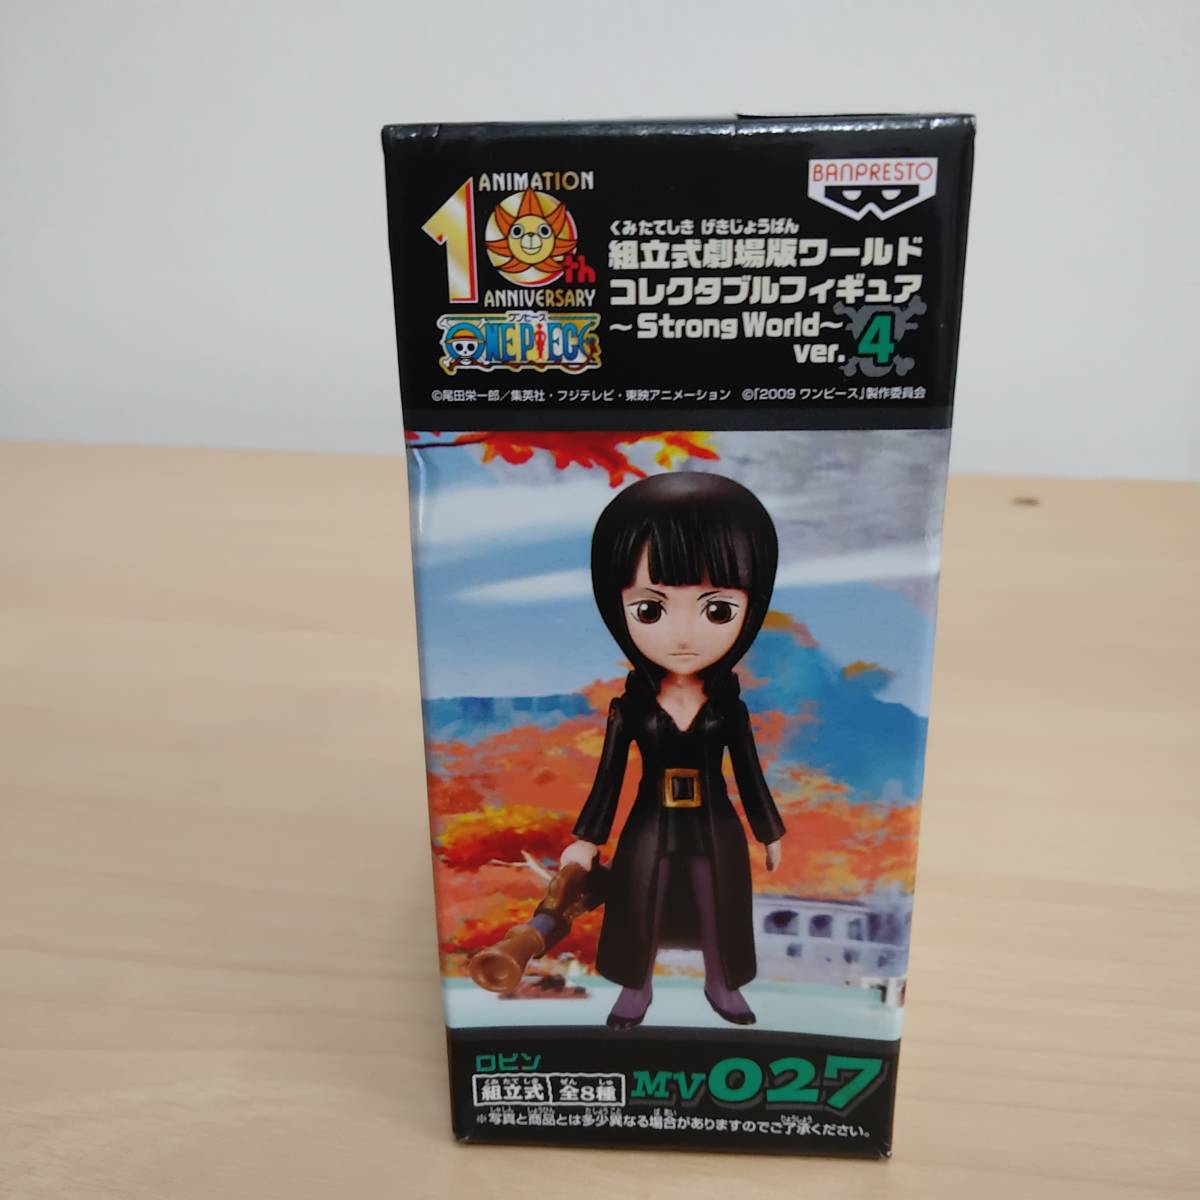 ANIMATION
10th
ANNIVERSARY
ワンピース
ONE PIECE
BANPRESTO
くみたてしき げきじょうばん
組立式劇場版ワールド
コレクタブルフィギュア
～Strong World～
ver.4
©尾田栄一郎／集英社・フジテレビ・東映アニメーション ©「2009 ワンピース」製作委員会
ロビン
くみたてしき ぜん しゅ
組立式 全8種
MV027
しゃしん しょうひん たしょうこと ばあい りょうしょう
※写真と商品とは多少異なる場合がありますのでご了承ください。